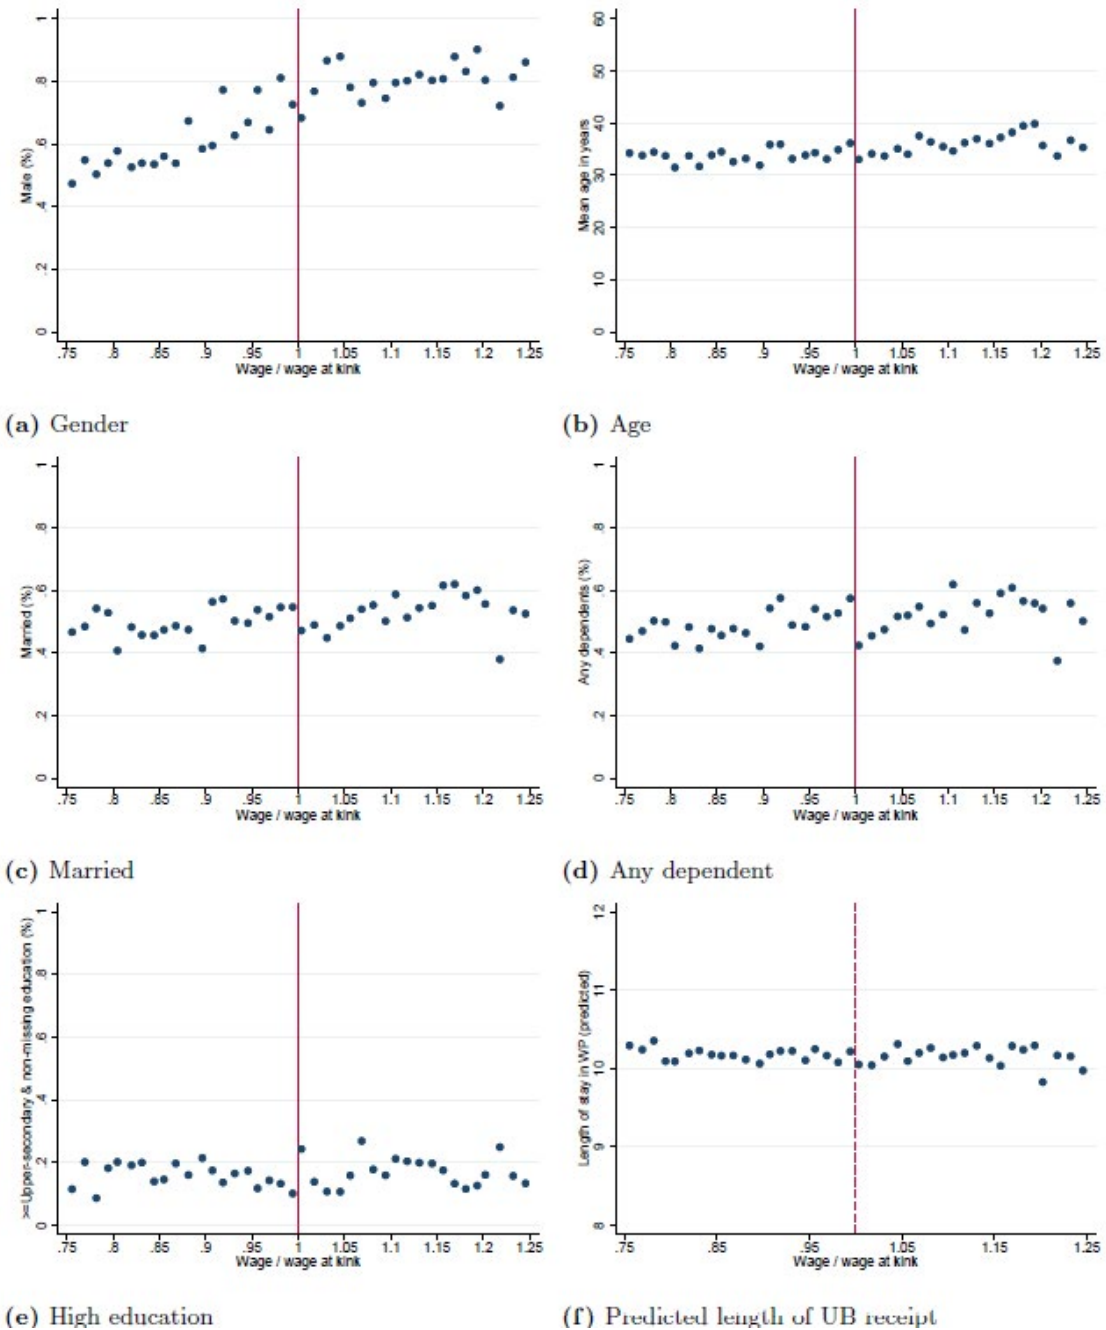 1
.8
.6
.4
.2
0
Male (%)
.75 .8 .85 .9 .95 1 1.05 1.1 1.15 1.2 1.25
Wage / wage at kink
(a) Gender
60
50
40
30
20
10
0
Mean age in years
.75 .8 .85 .9 .95 1 1.05 1.1 1.15 1.2 1.25
Wage / wage at kink
(b) Age
1
.8
.6
.4
.2
0
Married (%)
.75 .8 .85 .9 .95 1 1.05 1.1 1.15 1.2 1.25
Wage / wage at kink
(c) Married
1
.8
.6
.4
.2
0
Any dependents (%)
.75 .8 .85 .9 .95 1 1.05 1.1 1.15 1.2 1.25
Wage / wage at kink
(d) Any dependent
1
.8
.6
.4
.2
0
>=Upper-secondary & non-missing education (%)
.75 .8 .85 .9 .95 1 1.05 1.1 1.15 1.2 1.25
Wage / wage at kink
(e) High education
12
11
10
9
8
Length of stay in WP (predicted)
.75 .85 .95 1.05 1.15 1.25
Wage / wage at kink
(f) Predicted length of UB receipt